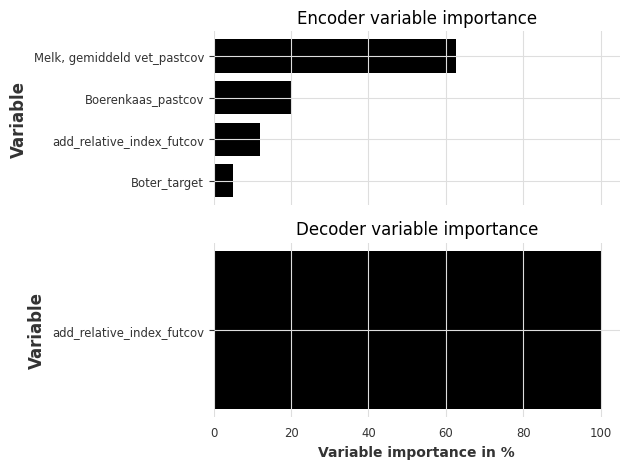 Encoder variable importance
Variable
Melk, gemiddeld vet_pastcov
Boerenkaas_pastcov
add_relative_index_futcov
Boter_target
Decoder variable importance
Variable
add_relative_index_futcov
0 20 40 60 80 100
Variable importance in %